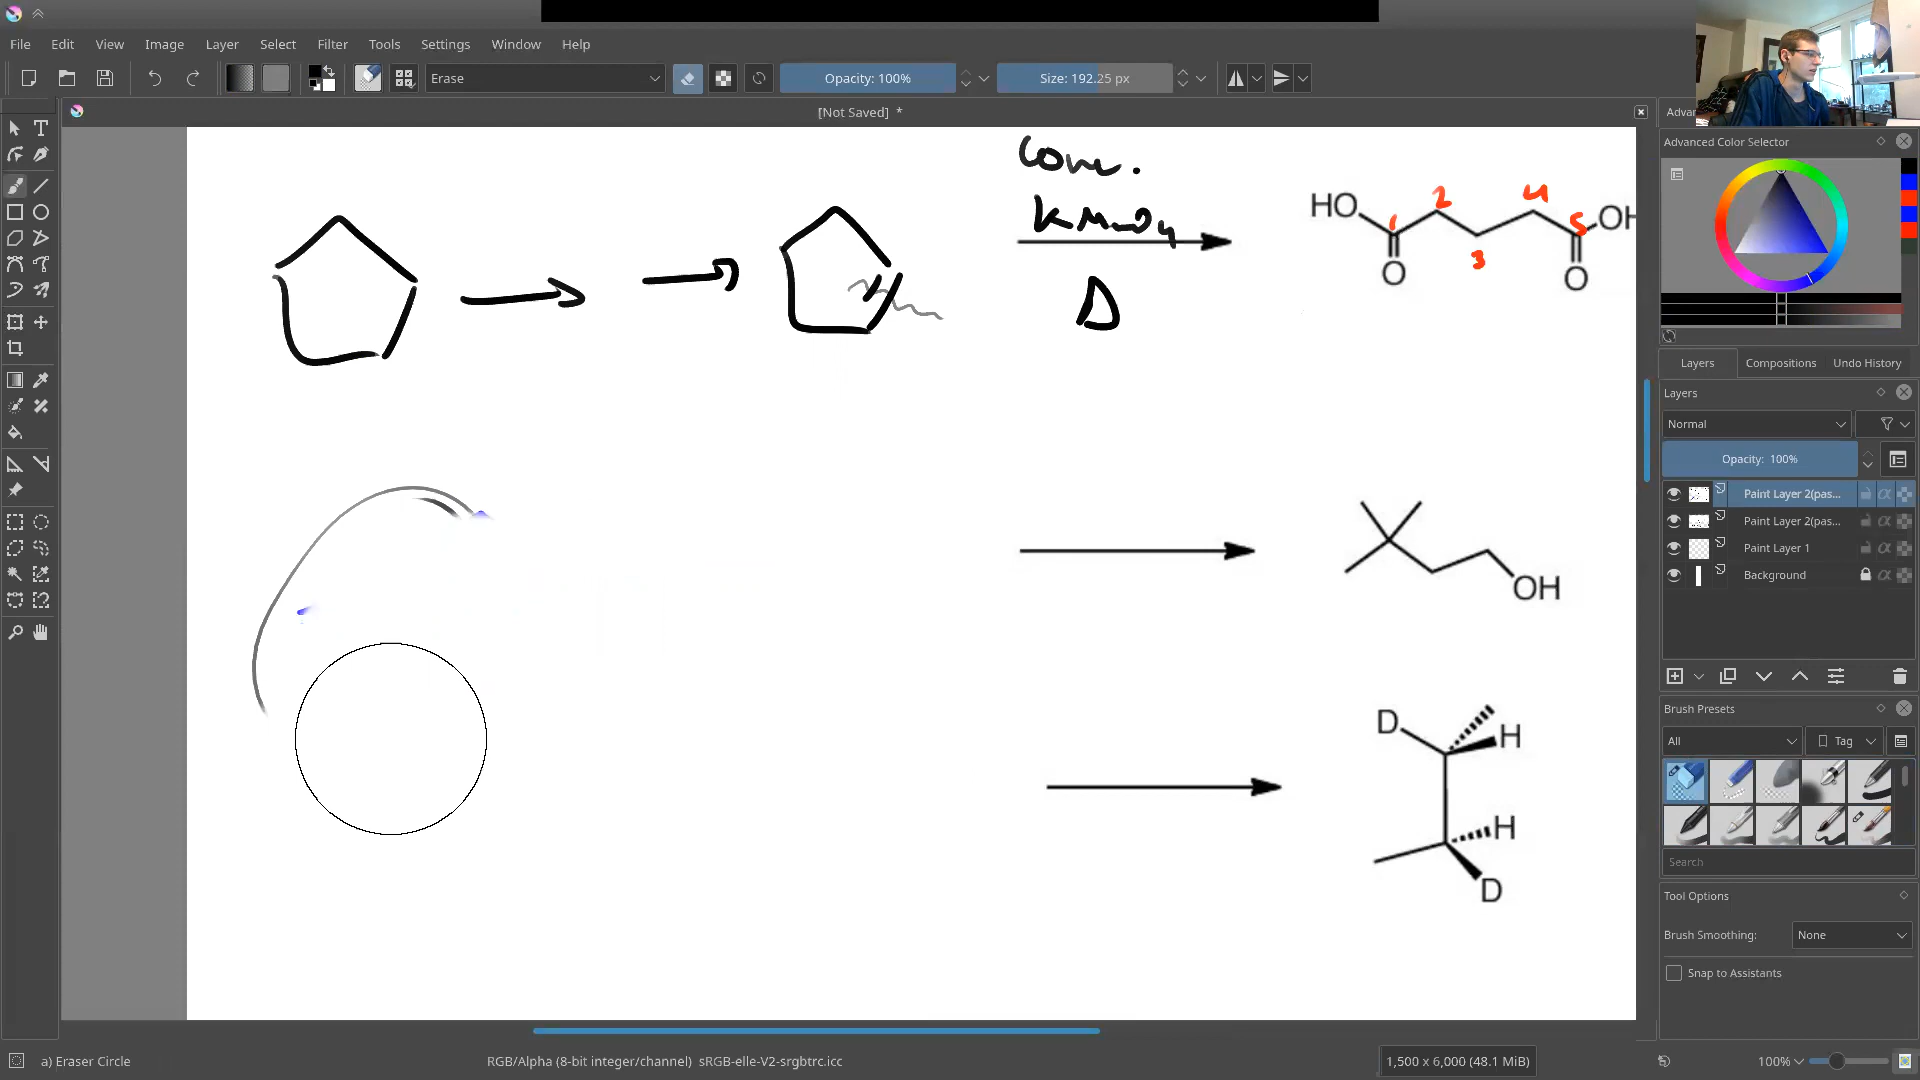 File Edit View Image Layer Select Filter Tools Settings Window Help
Erase Opacity: 100% Size: 192.25 px
[Not Saved] *
Advanced Color Selector
Conc.
KMnO4
Δ
HO 1 2 3 4 5 OH
O O
OH
D H
H
D
Layers Compositions Undo History
Layers
Normal
Opacity: 100%
Paint Layer 2(pas...
Paint Layer 2(pas...
Paint Layer 1
Background
Brush Presets
All Tag
Search
Tool Options
Brush Smoothing: None
Snap to Assistants
a) Eraser Circle RGB/Alpha (8-bit integer/channel) sRGB-elle-V2-srgbtrc.icc 1,500 x 6,000 (48.1 MiB) 100%